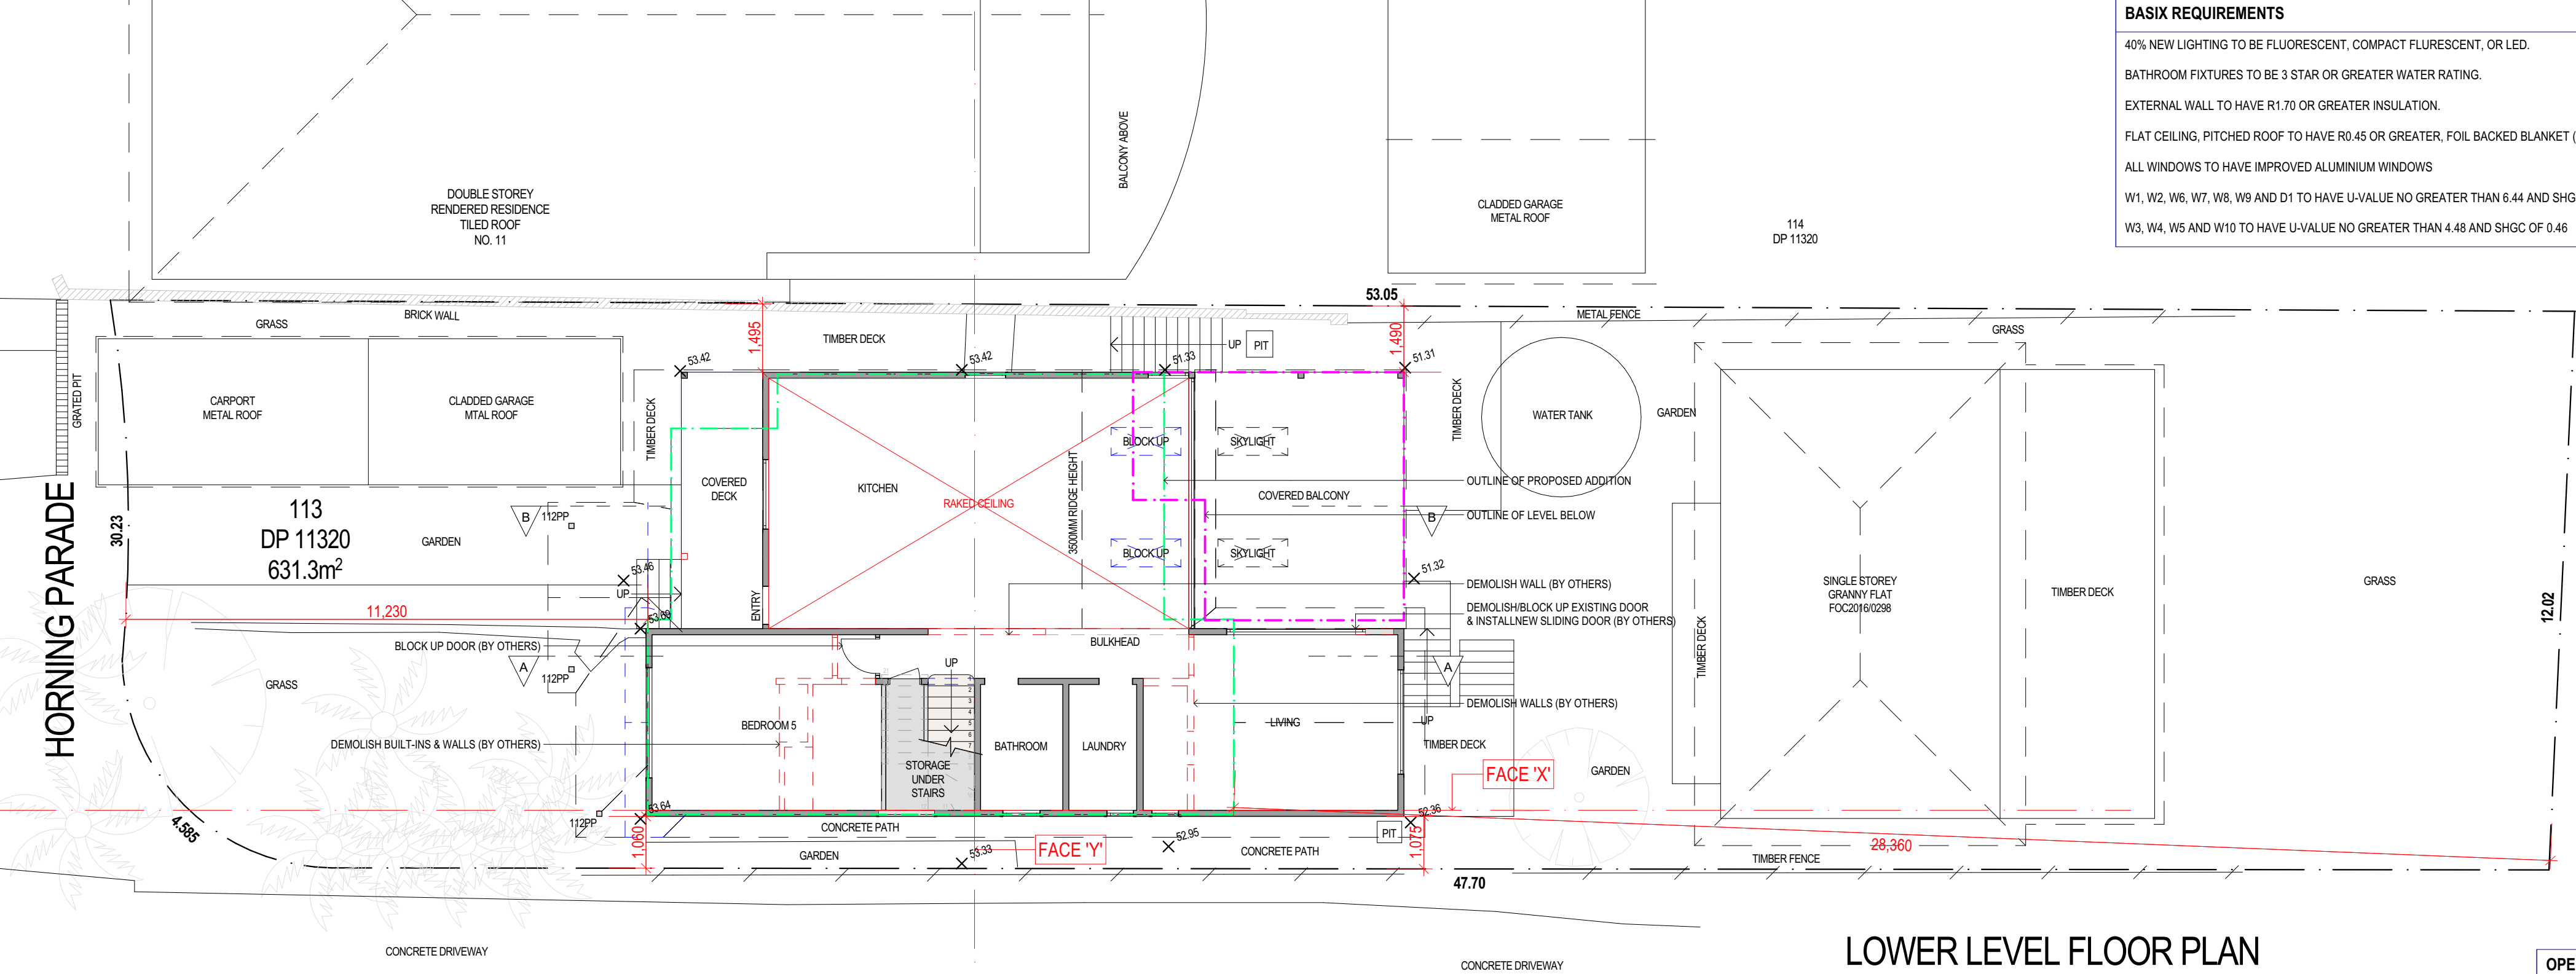 BASIX REQUIREMENTS
40% NEW LIGHTING TO BE FLUORESCENT, COMPACT FLURESCENT, OR LED.
BATHROOM FIXTURES TO BE 3 STAR OR GREATER WATER RATING.
EXTERNAL WALL TO HAVE R1.70 OR GREATER INSULATION.
FLAT CEILING, PITCHED ROOF TO HAVE R0.45 OR GREATER, FOIL BACKED BLANKET (
ALL WINDOWS TO HAVE IMPROVED ALUMINIUM WINDOWS
W1, W2, W6, W7, W8, W9 AND D1 TO HAVE U-VALUE NO GREATER THAN 6.44 AND SHG
W3, W4, W5 AND W10 TO HAVE U-VALUE NO GREATER THAN 4.48 AND SHGC OF 0.46
DOUBLE STOREY
RENDERED RESIDENCE
TILED ROOF
NO. 11
BALCONY ABOVE
CLADDED GARAGE
METAL ROOF
114
DP 11320
53.05
BRICK WALL
GRASS
METAL FENCE
GRASS
1,495
TIMBER DECK
UP
PIT
1,490
53.42
53.42
51.33
51.31
GRATED PIT
CARPORT
METAL ROOF
CLADDED GARAGE
MTAL ROOF
TIMBER DECK
TIMBER DECK
WATER TANK
GARDEN
BLOCK UP
SKYLIGHT
COVERED
DECK
KITCHEN
RAKED CEILING
3500MM RIDGE HEIGHT
COVERED BALCONY
OUTLINE OF PROPOSED ADDITION
OUTLINE OF LEVEL BELOW
HORNING PARADE
30.23
113
DP 11320
631.3m²
GARDEN
B
112PP
B
BLOCK UP
SKYLIGHT
53.46
51.32
UP
ENTRY
11,230
53.69
DEMOLISH WALL (BY OTHERS)
DEMOLISH/BLOCK UP EXISTING DOOR
& INSTALLNEW SLIDING DOOR (BY OTHERS)
SINGLE STOREY
GRANNY FLAT
FOC2016/0298
TIMBER DECK
GRASS
12.02
BLOCK UP DOOR (BY OTHERS)
BULKHEAD
A
112PP
UP
A
TIMBER DECK
GRASS
DEMOLISH WALLS (BY OTHERS)
BEDROOM 5
LIVING
UP
DEMOLISH BUILT-INS & WALLS (BY OTHERS)
2
3
4
5
6
7
BATHROOM
LAUNDRY
TIMBER DECK
STORAGE
UNDER
STAIRS
FACE 'X'
GARDEN
53.64
52.36
4.585
112PP
1,060
CONCRETE PATH
52.95
PIT
1,075
GARDEN
53.33
FACE 'Y'
CONCRETE PATH
28,360
TIMBER FENCE
47.70
CONCRETE DRIVEWAY
CONCRETE DRIVEWAY
LOWER LEVEL FLOOR PLAN
OPE